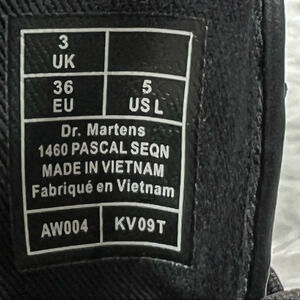 3
UK
36
EU
5
US L
Dr. Martens
1460 PASCAL SEQN
MADE IN VIETNAM
Fabriqué en Vietnam
AW004
KV09T